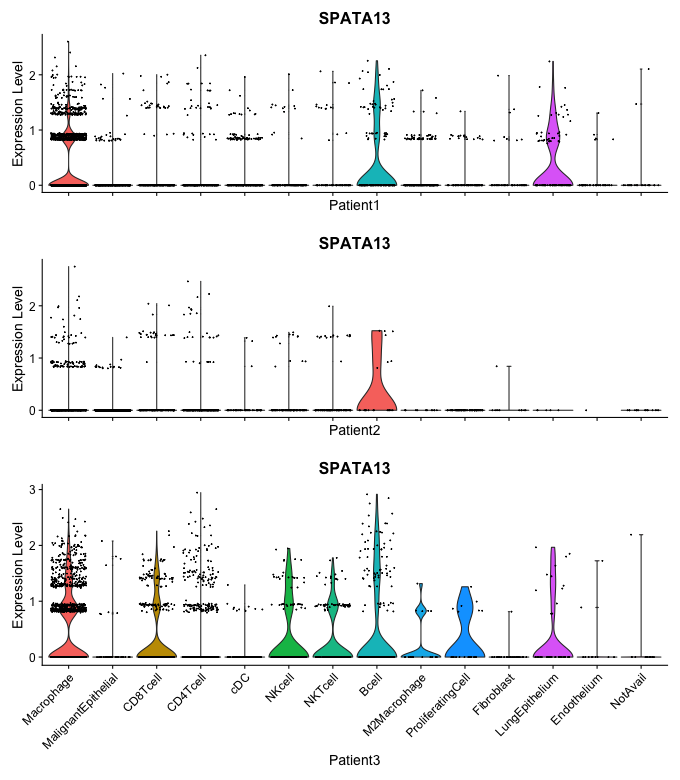 SPATA13
Expression Level
2
1
0
Patient1
SPATA13
Expression Level
2
1
0
Patient2
SPATA13
Expression Level
3
2
1
0
Macrophage
MalignantEpithelial
CD8Tcell
CD4Tcell
cDC
NKcell
NKTcell
Bcell
M2Macrophage
ProliferatingCell
Fibroblast
LungEpithelium
Endothelium
NotAvail
Patient3